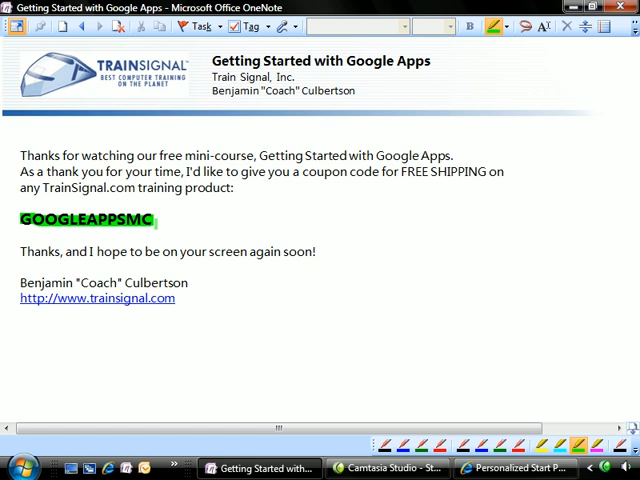 Getting Started with Google Apps - Microsoft Office OneNote
Task
Tag
B
A
TRAINSIGNAL
BEST COMPUTER TRAINING
ON THE PLANET
Getting Started with Google Apps
Train Signal, Inc.
Benjamin "Coach" Culbertson
Thanks for watching our free mini-course, Getting Started with Google Apps.
As a thank you for your time, I'd like to give you a coupon code for FREE SHIPPING on
any TrainSignal.com training product:
GOOGLEAPPSMC
Thanks, and I hope to be on your screen again soon!
Benjamin "Coach" Culbertson
http://www.trainsignal.com
Getting Started with...
Camtasia Studio - St...
Personalized Start P...